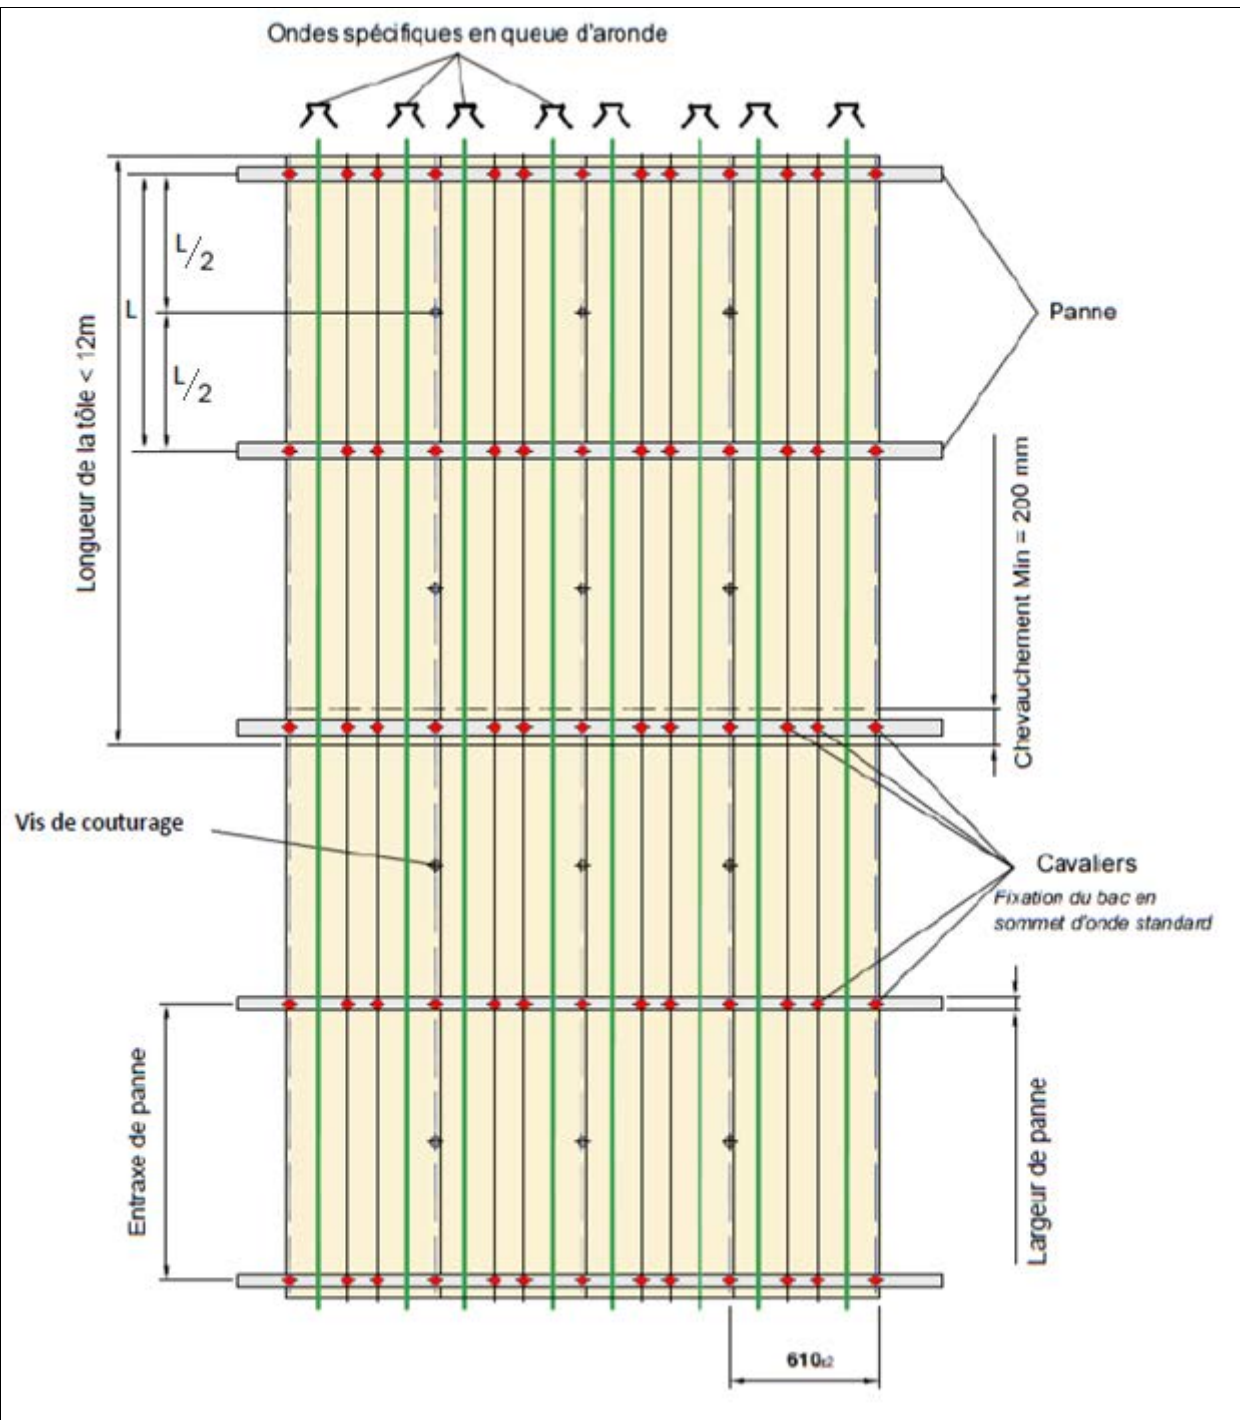 Ondes spécifiques en queue d'aronde
L/2
L
Panne
L/2
Longueur de la tôle < 12m
Chevauchement Min = 200 mm
Vis de couturage
Cavaliers
Fixation du bac en
sommet d'onde standard
Entraxe de panne
Largeur de panne
610±2